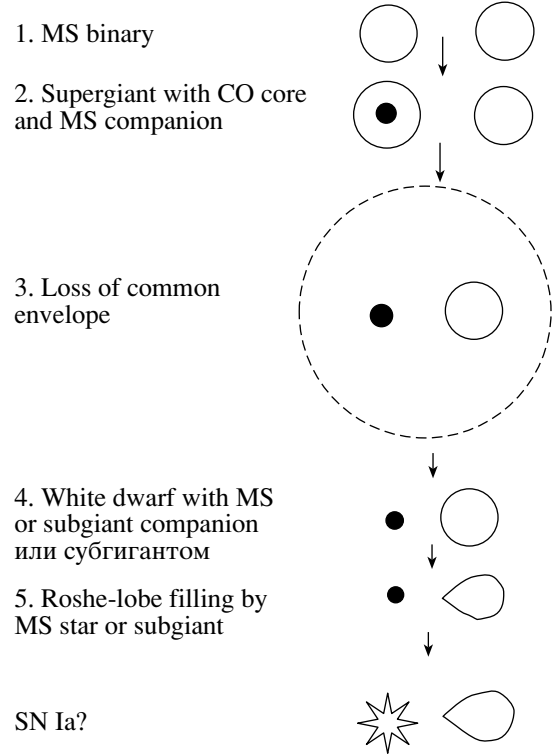 1. MS binary
2. Supergiant with CO core
and MS companion
3. Loss of common
envelope
4. White dwarf with MS
or subgiant companion
или субгигантом
5. Roshe-lobe filling by
MS star or subgiant
SN Ia?